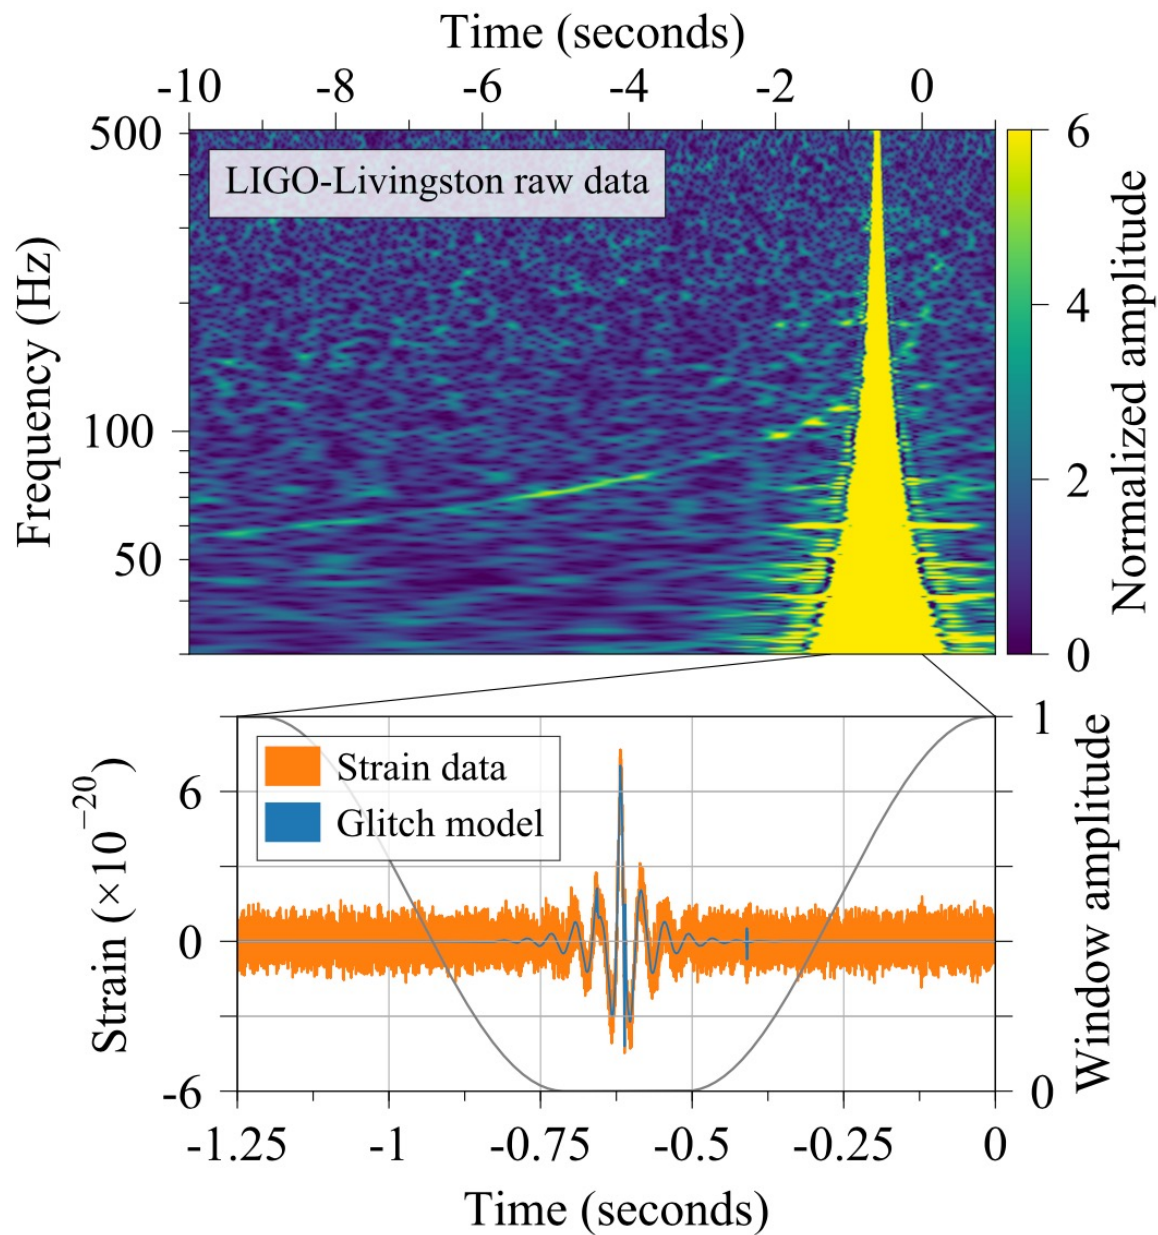 Time (seconds)
-10 -8 -6 -4 -2 0
500
100
50
Frequency (Hz)
LIGO-Livingston raw data
6
4
2
0
Normalized amplitude
Strain data
Glitch model
6
0
-6
Strain (×10⁻²⁰)
1
0
Window amplitude
-1.25 -1 -0.75 -0.5 -0.25 0
Time (seconds)